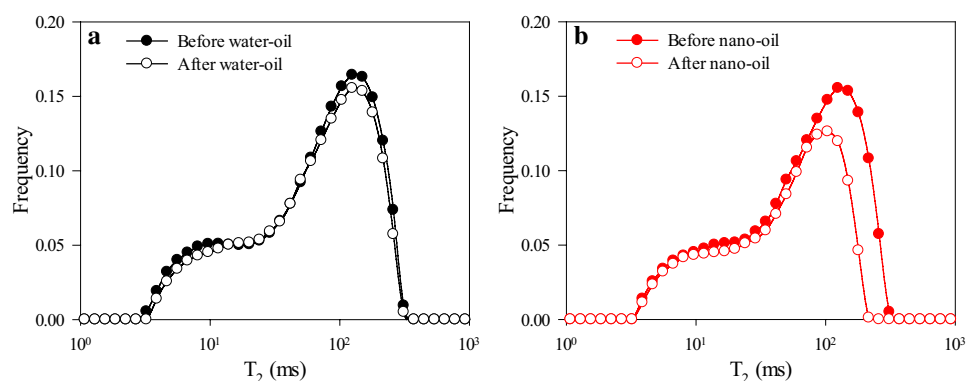 a
Before water-oil
After water-oil
Frequency
0.20
0.15
0.10
0.05
0.00
10⁰
10¹
10²
10³
T₂ (ms)
b
Before nano-oil
After nano-oil
Frequency
0.20
0.15
0.10
0.05
0.00
10⁰
10¹
10²
10³
T₂ (ms)